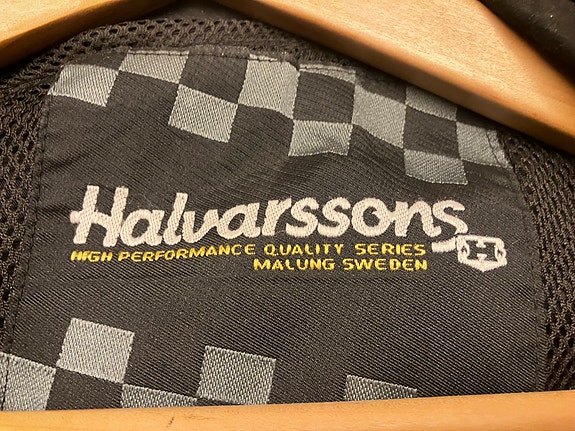 Halvarssons
HIGH PERFORMANCE QUALITY SERIES
MALUNG SWEDEN
H